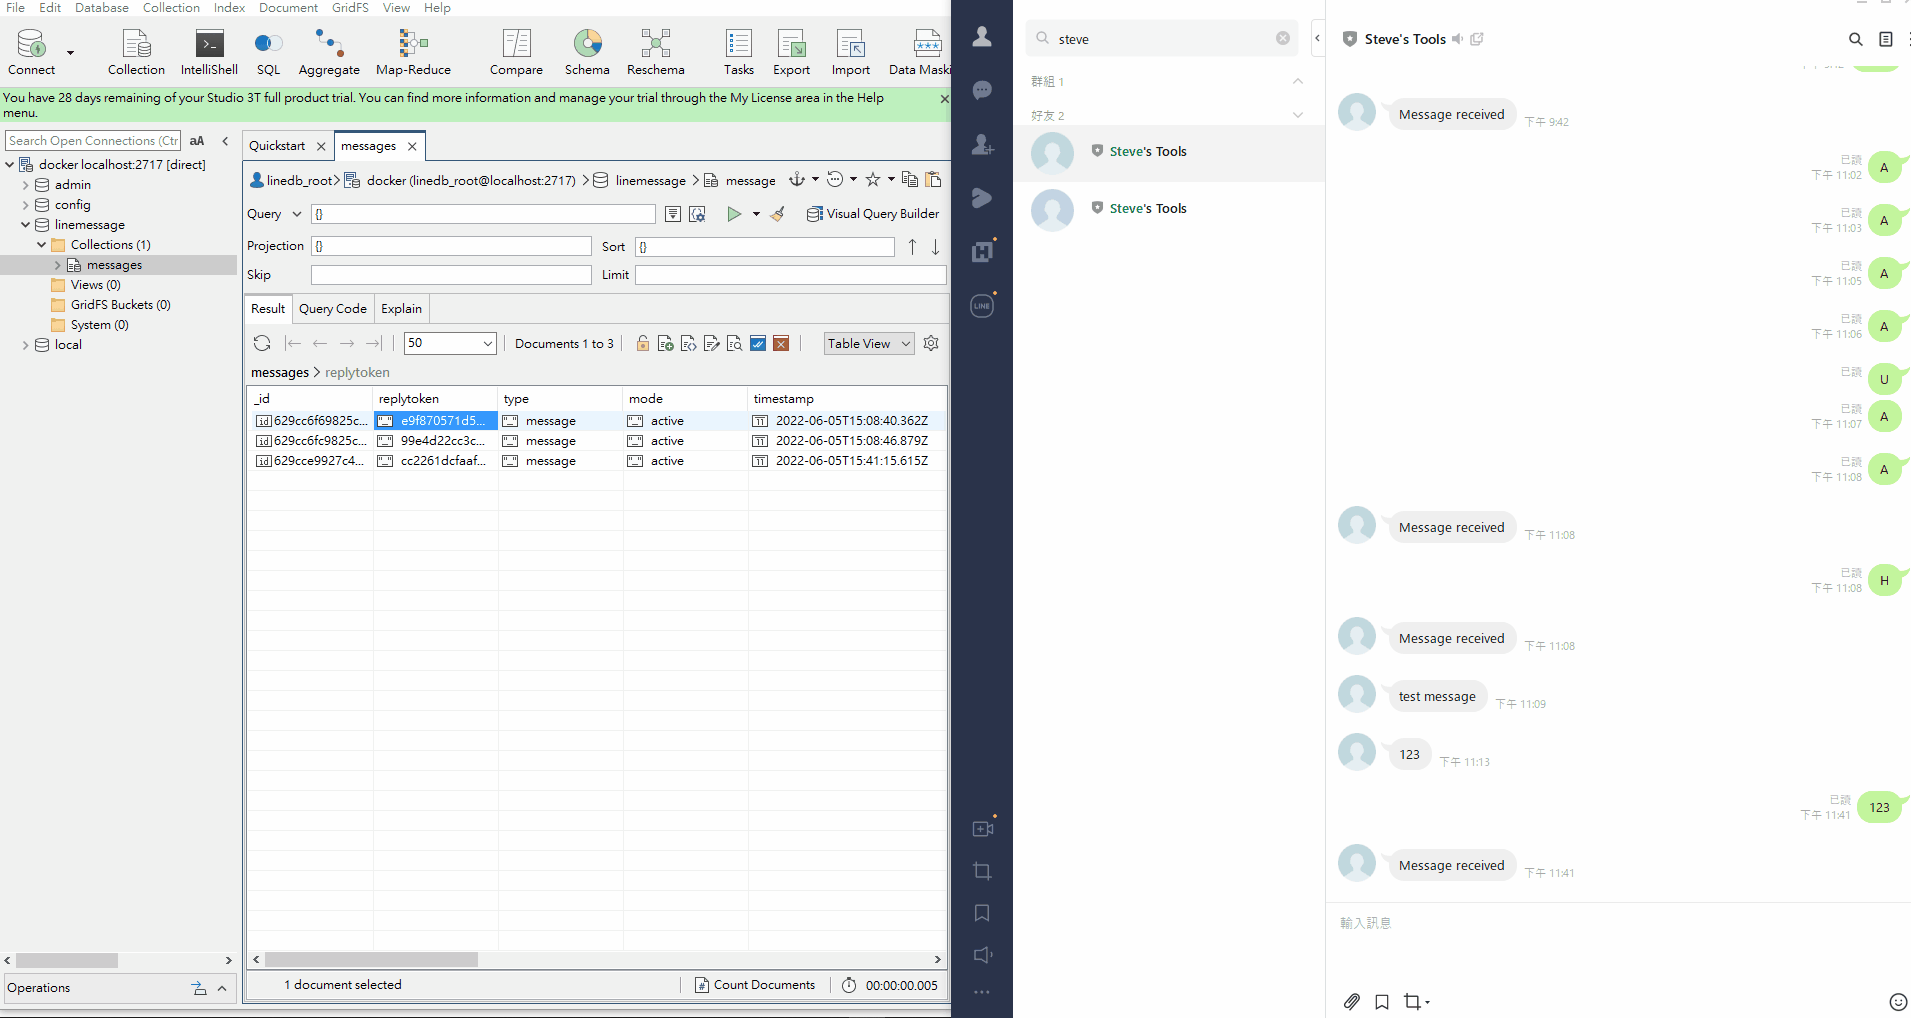 File Edit Database Collection Index Document GridFS View Help
Connect Collection IntelliShell SQL Aggregate Map-Reduce Compare Schema Reschema Tasks Export Import Data Maski
You have 28 days remaining of your Studio 3T full product trial. You can find more information and manage your trial through the My License area in the Help
menu.
Search Open Connections (Ctr aA
docker localhost:2717 [direct]
admin
config
linemessage
Collections (1)
messages
Views (0)
GridFS Buckets (0)
System (0)
local
Operations
Quickstart messages
linedb_root> docker (linedb_root@localhost:2717) > linemessage > message
Query {} Visual Query Builder
Projection {} Sort {}
Skip Limit
Result Query Code Explain
50 Documents 1 to 3 Table View
messages > replytoken
_id replytoken type mode timestamp
629cc6f69825c... e9f870571d5... message active 2022-06-05T15:08:40.362Z
629cc6fc9825c... 99e4d22cc3c... message active 2022-06-05T15:08:46.879Z
629cce9927c4... cc2261dcfaaf... message active 2022-06-05T15:41:15.615Z
1 document selected Count Documents 00:00:00.005
LINE
steve
群組 1
好友 2
Steve's Tools
Steve's Tools
Steve's Tools
Message received 下午 9:42
已讀
下午 11:02 A
已讀
下午 11:03 A
已讀
下午 11:05 A
已讀
下午 11:06 A
已讀 U
已讀
下午 11:07 A
已讀
下午 11:08 A
Message received 下午 11:08
已讀
下午 11:08 H
Message received 下午 11:08
test message 下午 11:09
123 下午 11:13
已讀
下午 11:41 123
Message received 下午 11:41
輸入訊息